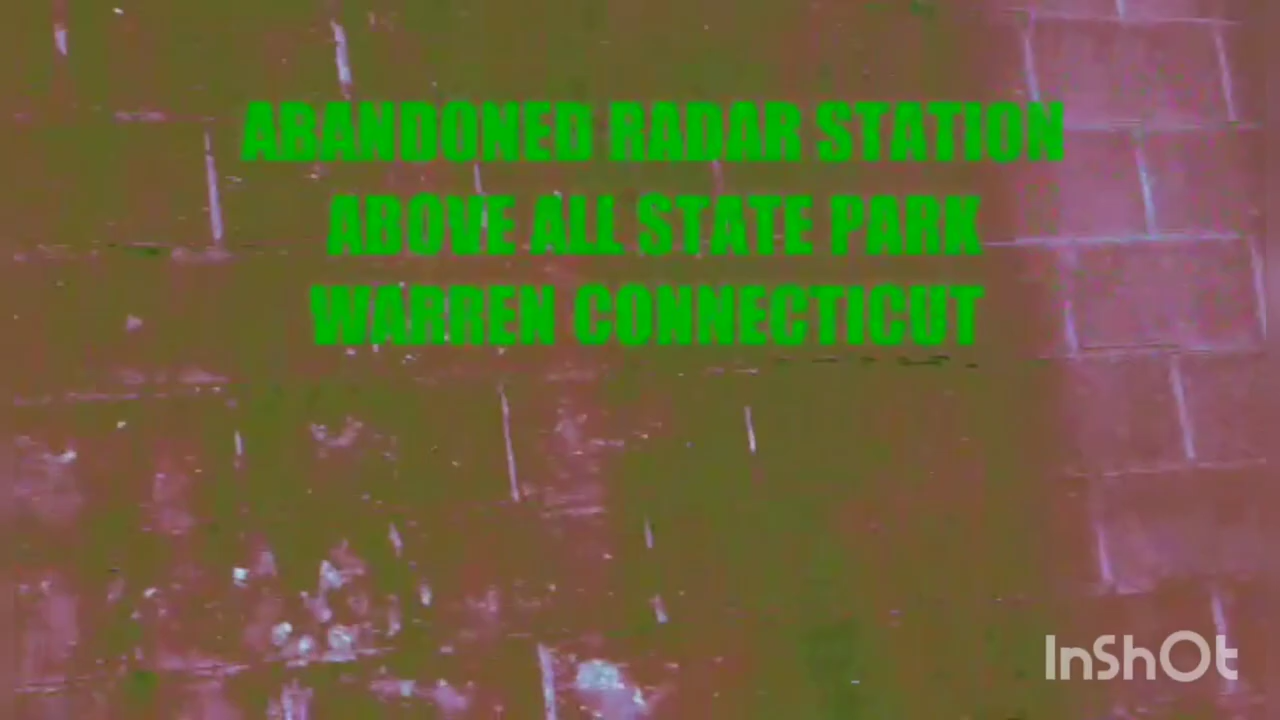 ABANDONED RADAR STATION
ABOVE ALL STATE PARK
WARREN CONNECTICUT
InShOt